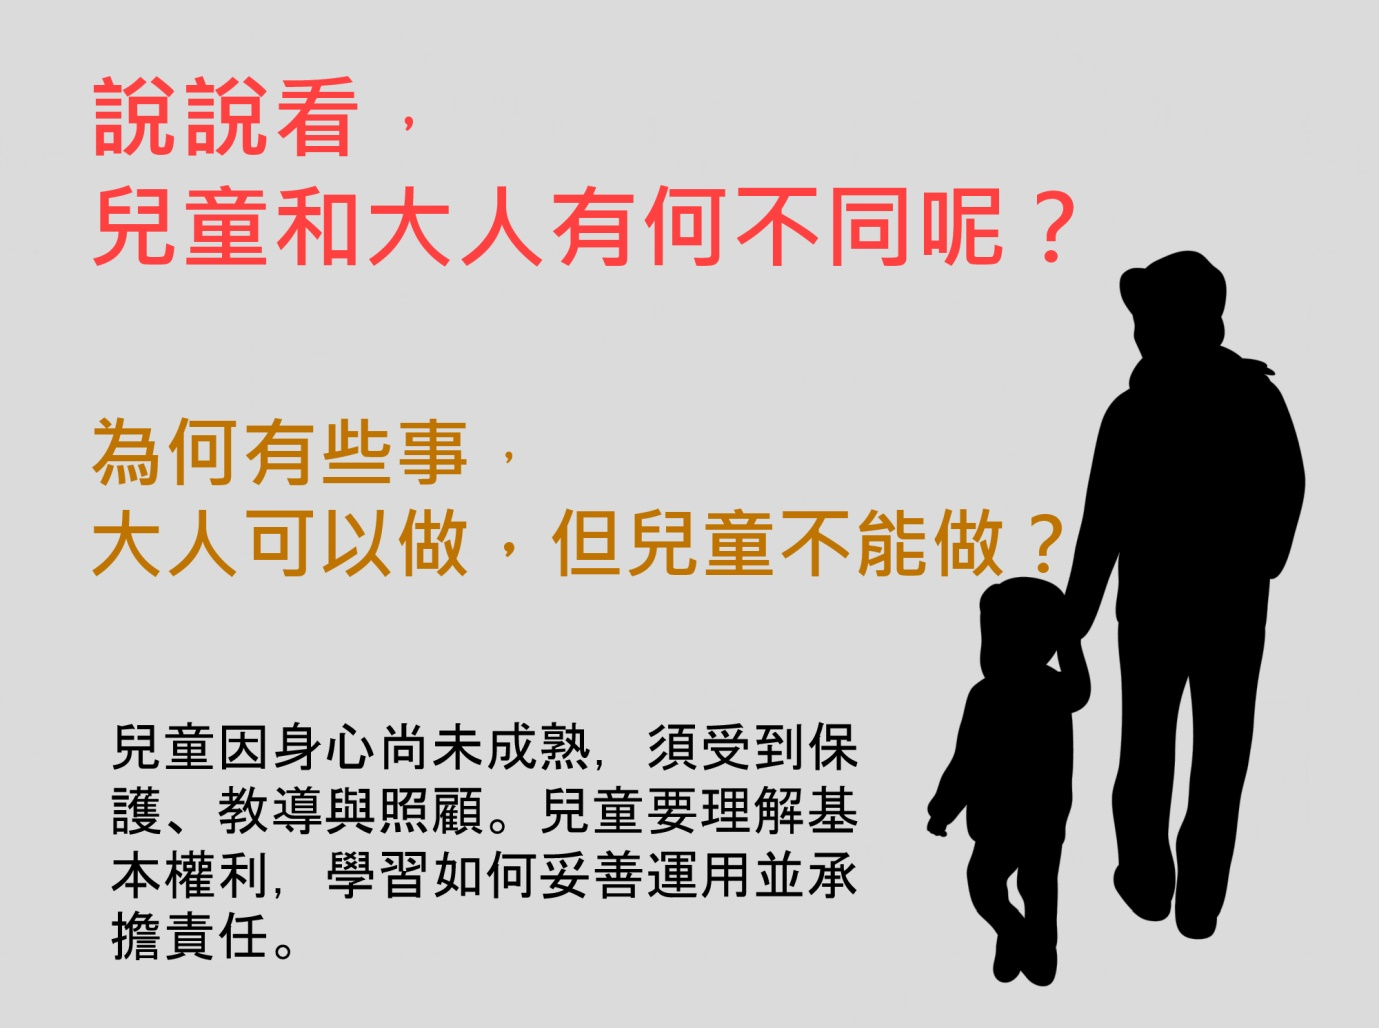 說說看，
兒童和大人有何不同呢？
為何有些事，
大人可以做，但兒童不能做？
兒童因身心尚未成熟，須受到保
護、教導與照顧。兒童要理解基
本權利，學習如何妥善運用並承
擔責任。